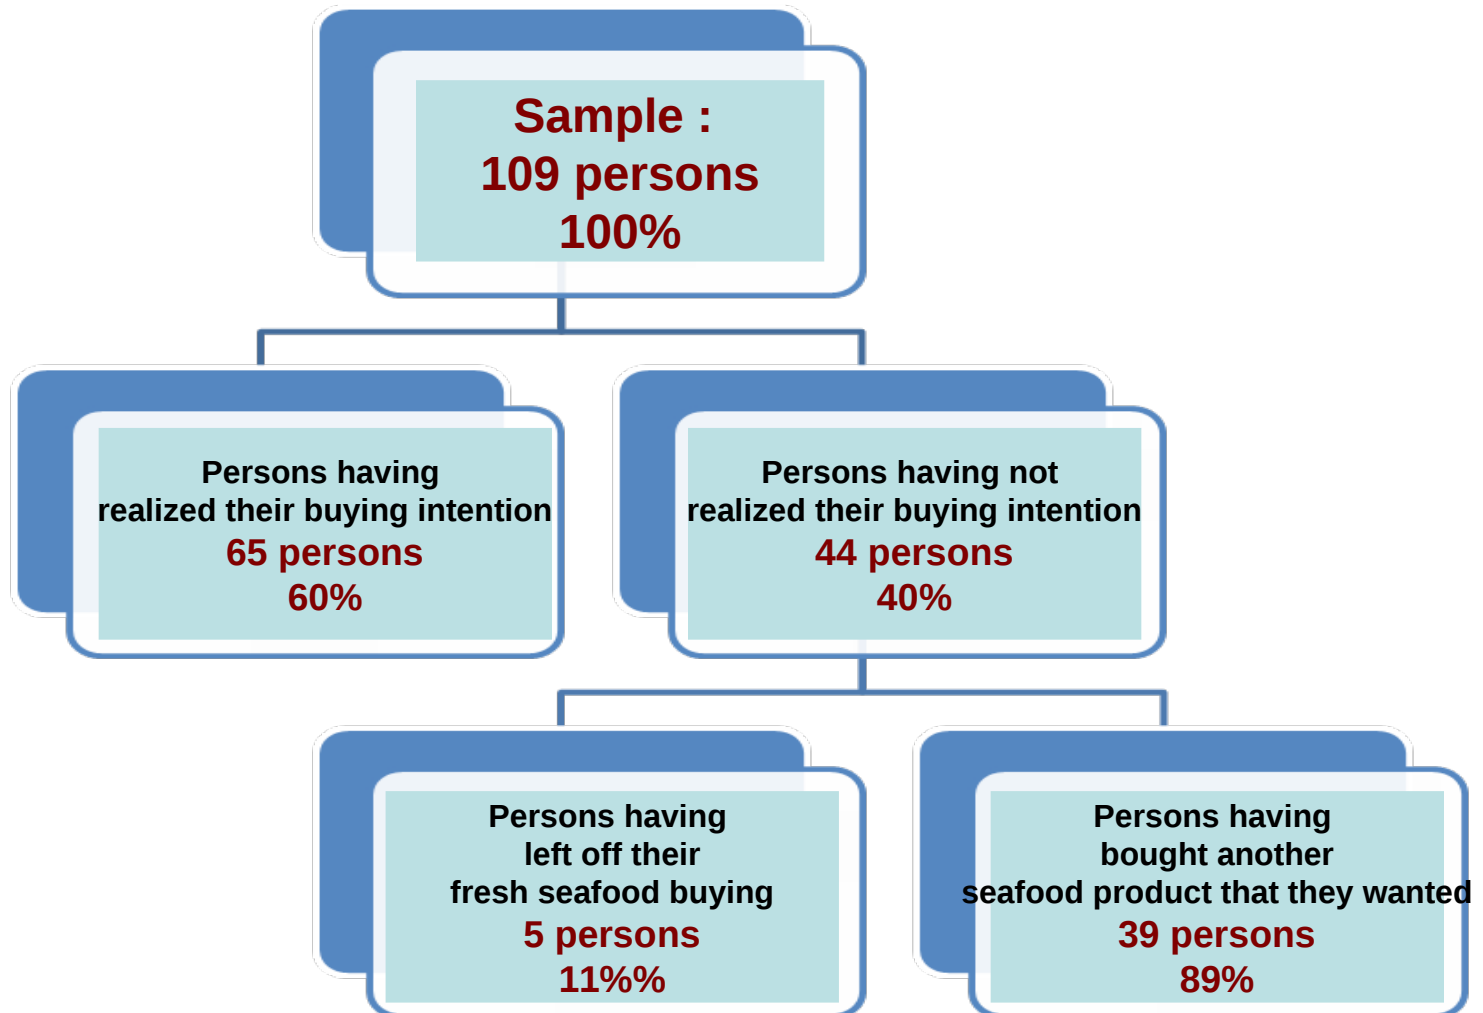 Sample :
109 persons
100%
Persons having
realized their buying intention
65 persons
60%
Persons having not
realized their buying intention
44 persons
40%
Persons having
left off their
fresh seafood buying
5 persons
11%%
Persons having
bought another
seafood product that they wanted
39 persons
89%